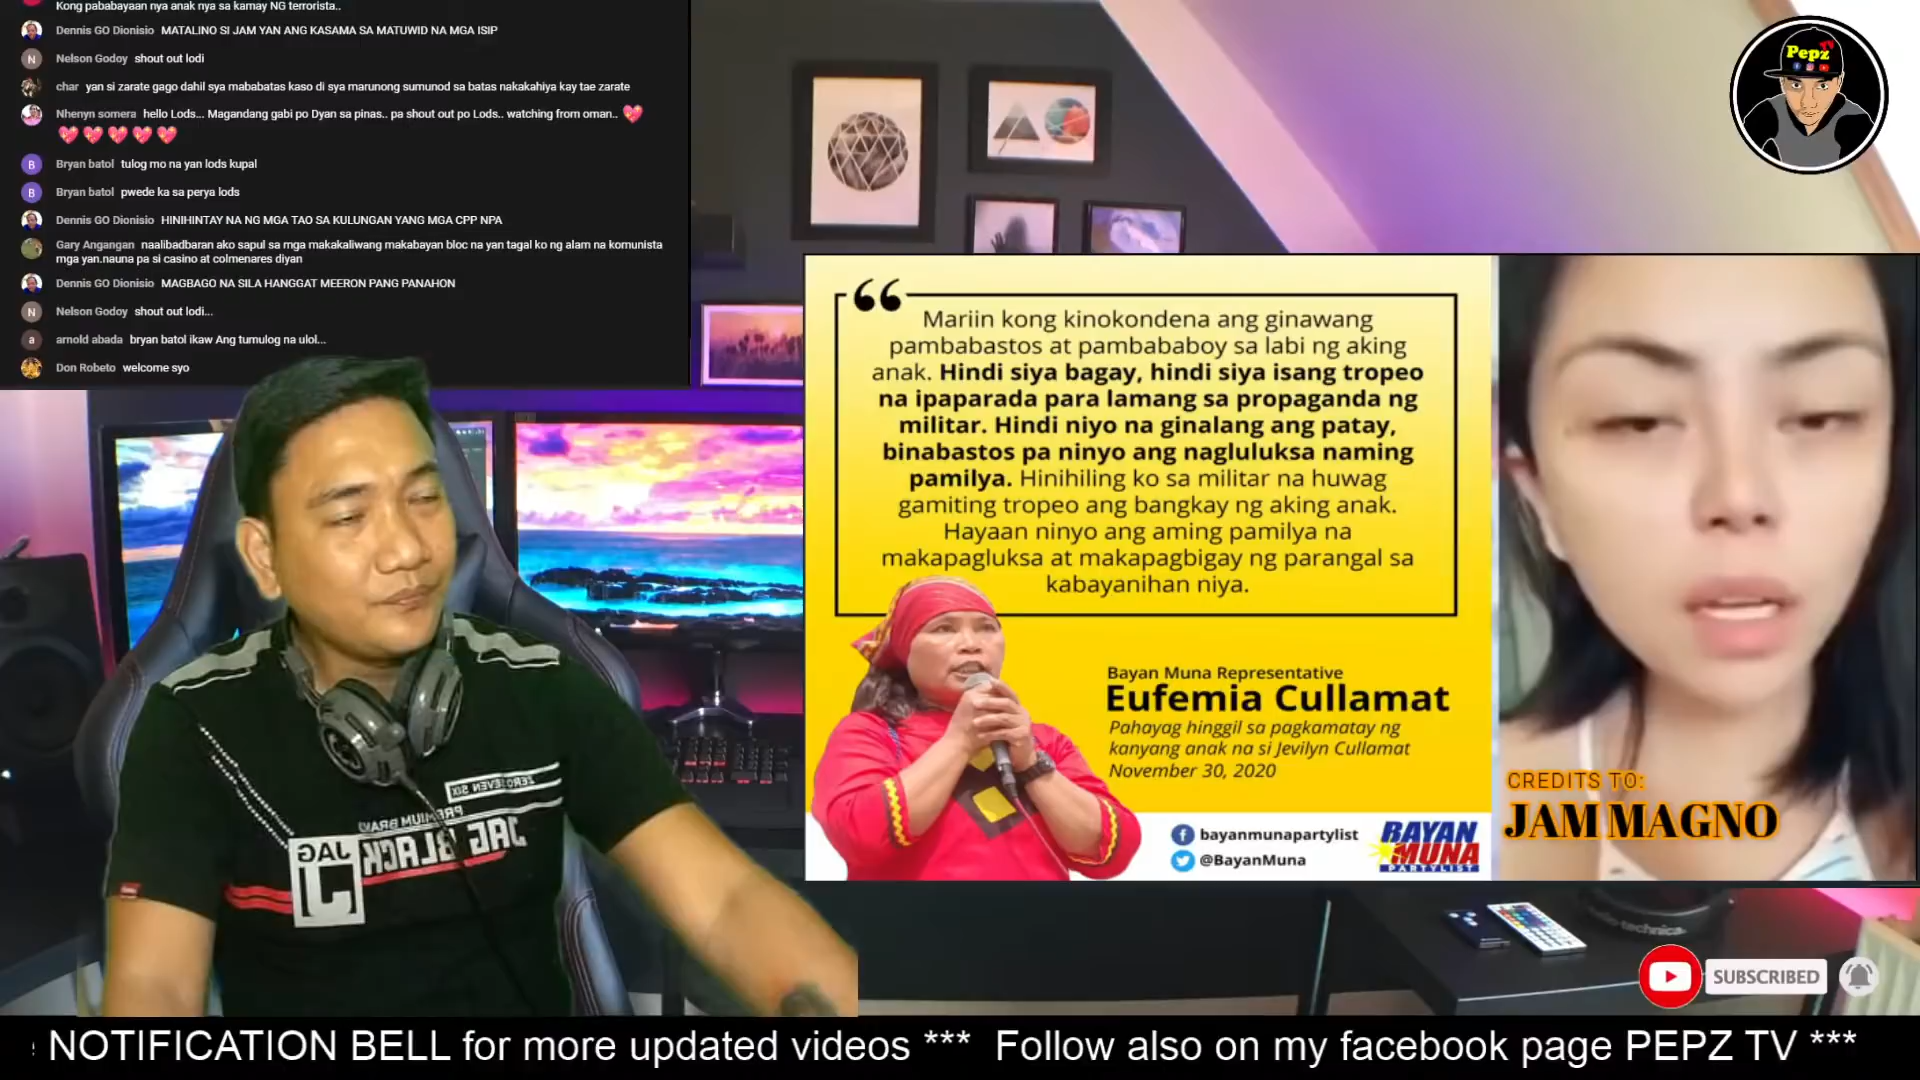 Kong pababayaan nya anak nya sa kamay NG terrorista..
Dennis GO Dionisio MATALINO SI JAM YAN ANG KASAMA SA MATUWID NA MGA ISIP
N Nelson Godoy shout out lodi
char yan si zarate gago dahil sya mababatas kaso di sya marunong sumunod sa batas nakakahiya kay tae zarate
Nhenyn somera hello Lods... Magandang gabi po Dyan sa pinas.. pa shout out po Lods.. watching from oman.. 💖
💖💖💖💖💖
B Bryan batol tulog mo na yan lods kupal
B Bryan batol pwede ka sa perya lods
Dennis GO Dionisio HINIHINTAY NA NG MGA TAO SA KULUNGAN YANG MGA CPP NPA
Gary Angangan naalibadbaran ako sapul sa mga makakaliwang makabayan bloc na yan tagal ko ng alam na komunista
mga yan.nauna pa si casino at colmenares diyan
Dennis GO Dionisio MAGBAGO NA SILA HANGGAT MEERON PANG PANAHON
N Nelson Godoy shout out lodi...
a arnold abada bryan batol ikaw Ang tumulog na ulol...
Don Robeto welcome syo
Pepz TV
“
Mariin kong kinokondena ang ginawang
pambabastos at pambababoy sa labi ng aking
anak. Hindi siya bagay, hindi siya isang tropeo
na ipaparada para lamang sa propaganda ng
militar. Hindi niyo na ginalang ang patay,
binabastos pa ninyo ang nagluluksa naming
pamilya. Hinihiling ko sa militar na huwag
gamiting tropeo ang bangkay ng aking anak.
Hayaan ninyo ang aming pamilya na
makapagluksa at makapagbigay ng parangal sa
kabayanihan niya.
Bayan Muna Representative
Eufemia Cullamat
Pahayag hinggil sa pagkamatay ng
kanyang anak na si Jevilyn Cullamat
November 30, 2020
bayanmunapartylist
@BayanMuna
BAYAN
MUNA
PARTYLIST
CREDITS TO:
JAM MAGNO
ZERO SEVEN SIX
PREMIUM BRAND
JAG BLACK
JAG
J
audio-technica
SUBSCRIBED
NOTIFICATION BELL for more updated videos *** Follow also on my facebook page PEPZ TV ***